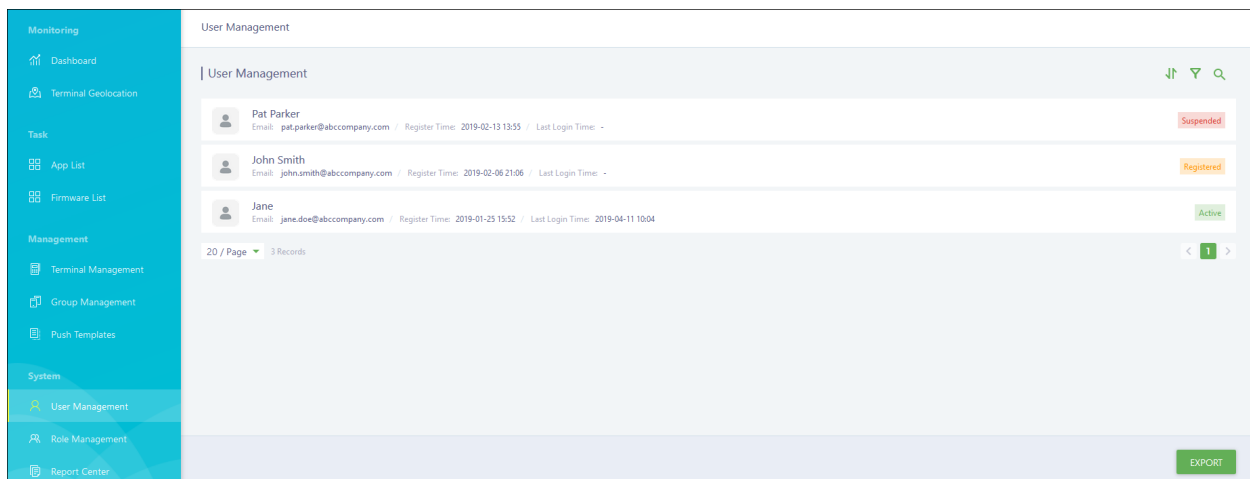 Monitoring
Dashboard
Terminal Geolocation
Task
App List
Firmware List
Management
Terminal Management
Group Management
Push Templates
System
User Management
Role Management
Report Center
User Management
User Management
Pat Parker
Email: pat.parker@abccompany.com / Register Time: 2019-02-13 13:55 / Last Login Time: -
Suspended
John Smith
Email: john.smith@abccompany.com / Register Time: 2019-02-06 21:06 / Last Login Time: -
Registered
Jane
Email: jane.doe@abccompany.com / Register Time: 2019-01-25 15:52 / Last Login Time: 2019-04-11 10:04
Active
20 / Page 3 Records
< 1 >
EXPORT